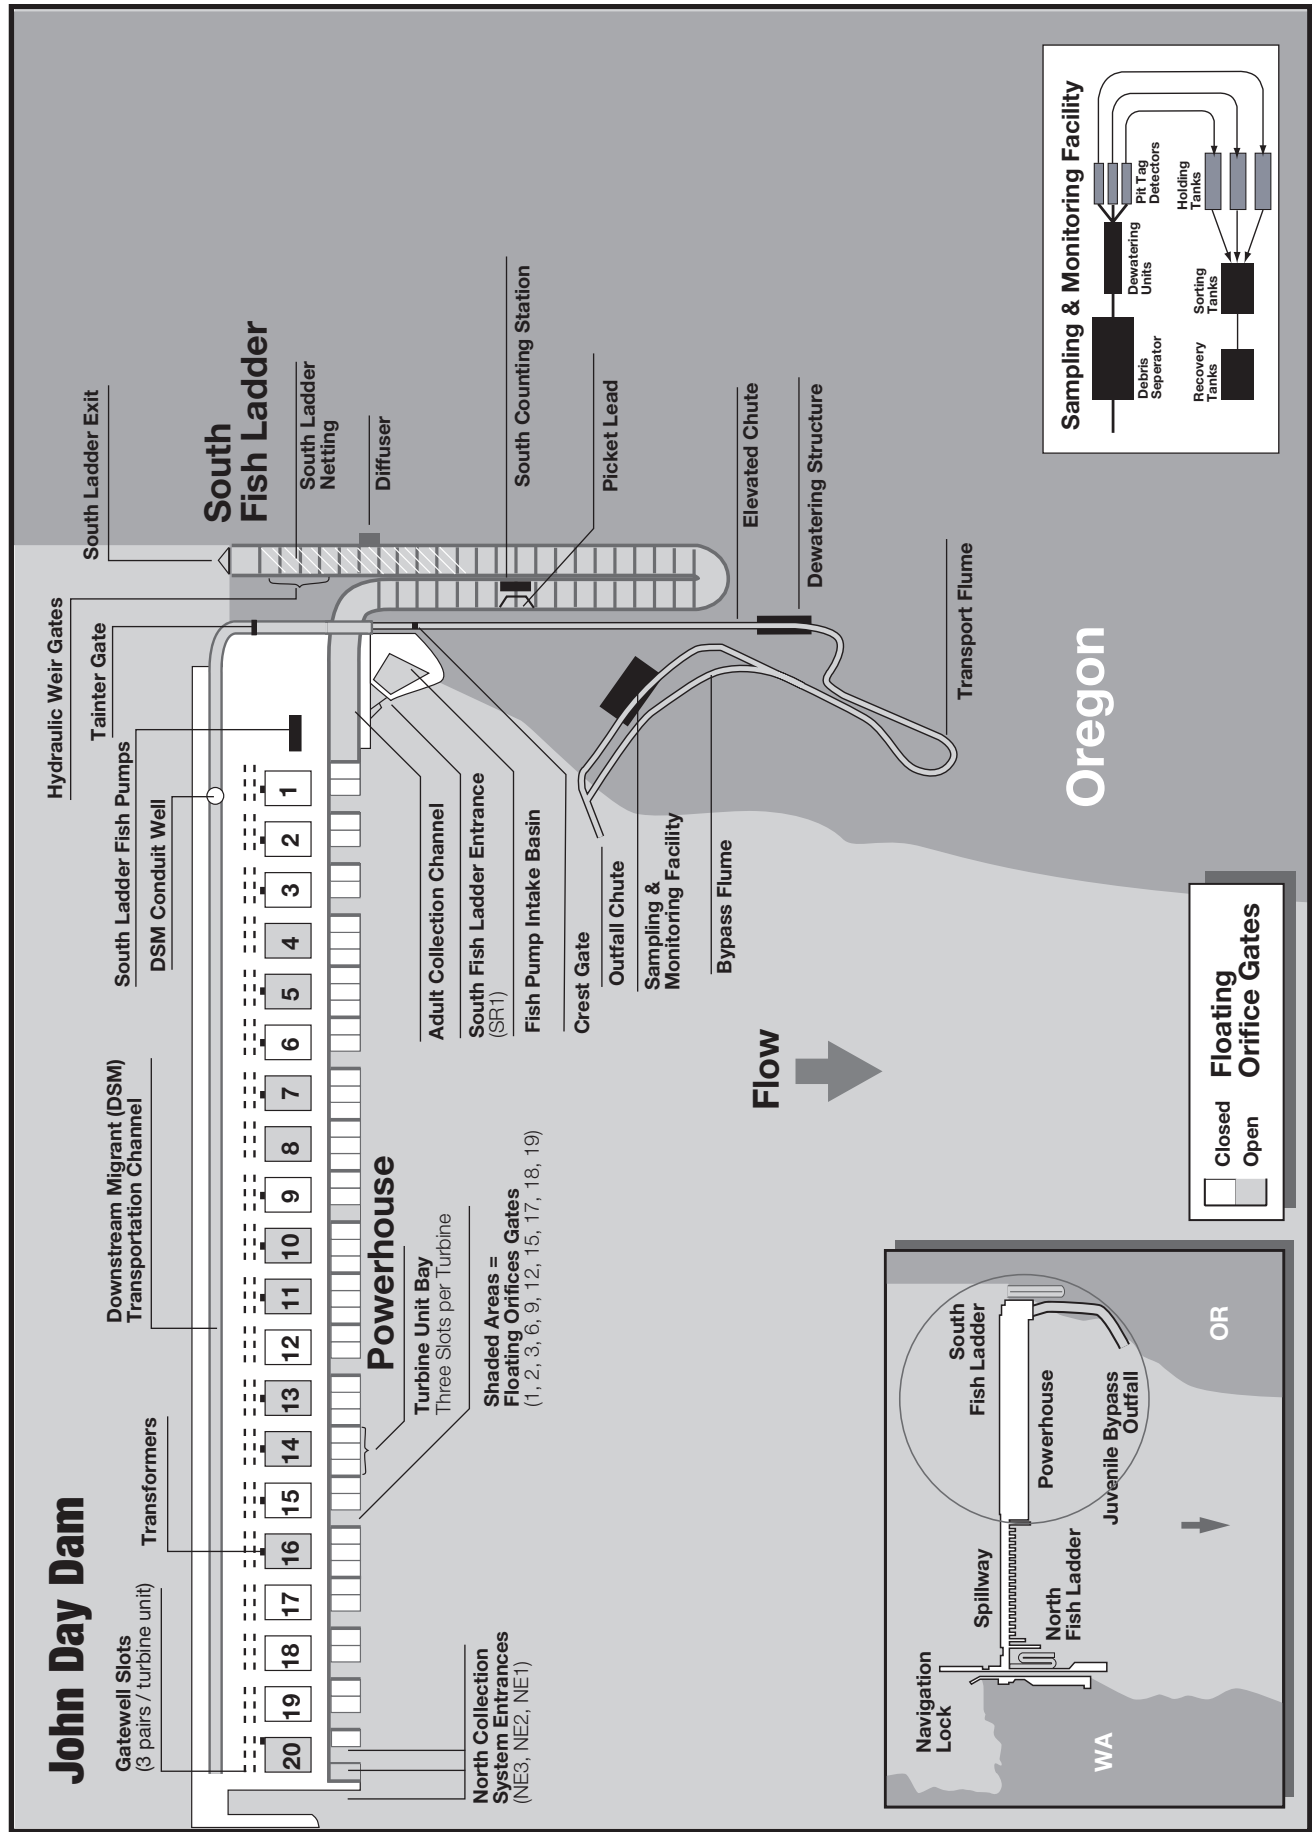 John Day Dam
Gatewell Slots
(3 pairs / turbine unit)
Transformers
Downstream Migrant (DSM)
Transportation Channel
South Ladder Fish Pumps
DSM Conduit Well
Hydraulic Weir Gates
Tainter Gate
South Ladder Exit
South
Fish Ladder
South Ladder
Netting
Diffuser
South Counting Station
Picket Lead
Elevated Chute
Dewatering Structure
Transport Flume
20
19
18
17
16
15
14
13
12
11
10
9
8
7
6
5
4
3
2
1
Powerhouse
Turbine Unit Bay
Three Slots per Turbine
Shaded Areas =
Floating Orifices Gates
(1, 2, 3, 6, 9, 12, 15, 17, 18, 19)
North Collection
System Entrances
(NE3, NE2, NE1)
Adult Collection Channel
South Fish Ladder Entrance
(SR1)
Fish Pump Intake Basin
Crest Gate
Outfall Chute
Sampling &
Monitoring Facility
Bypass Flume
Flow
Oregon
Navigation
Lock
Spillway
North
Fish Ladder
South
Fish Ladder
Powerhouse
Juvenile Bypass
Outfall
WA
OR
Closed
Open
Floating
Orifice Gates
Sampling & Monitoring Facility
Debris
Seperator
Dewatering
Units
Pit Tag
Detectors
Recovery
Tanks
Sorting
Tanks
Holding
Tanks